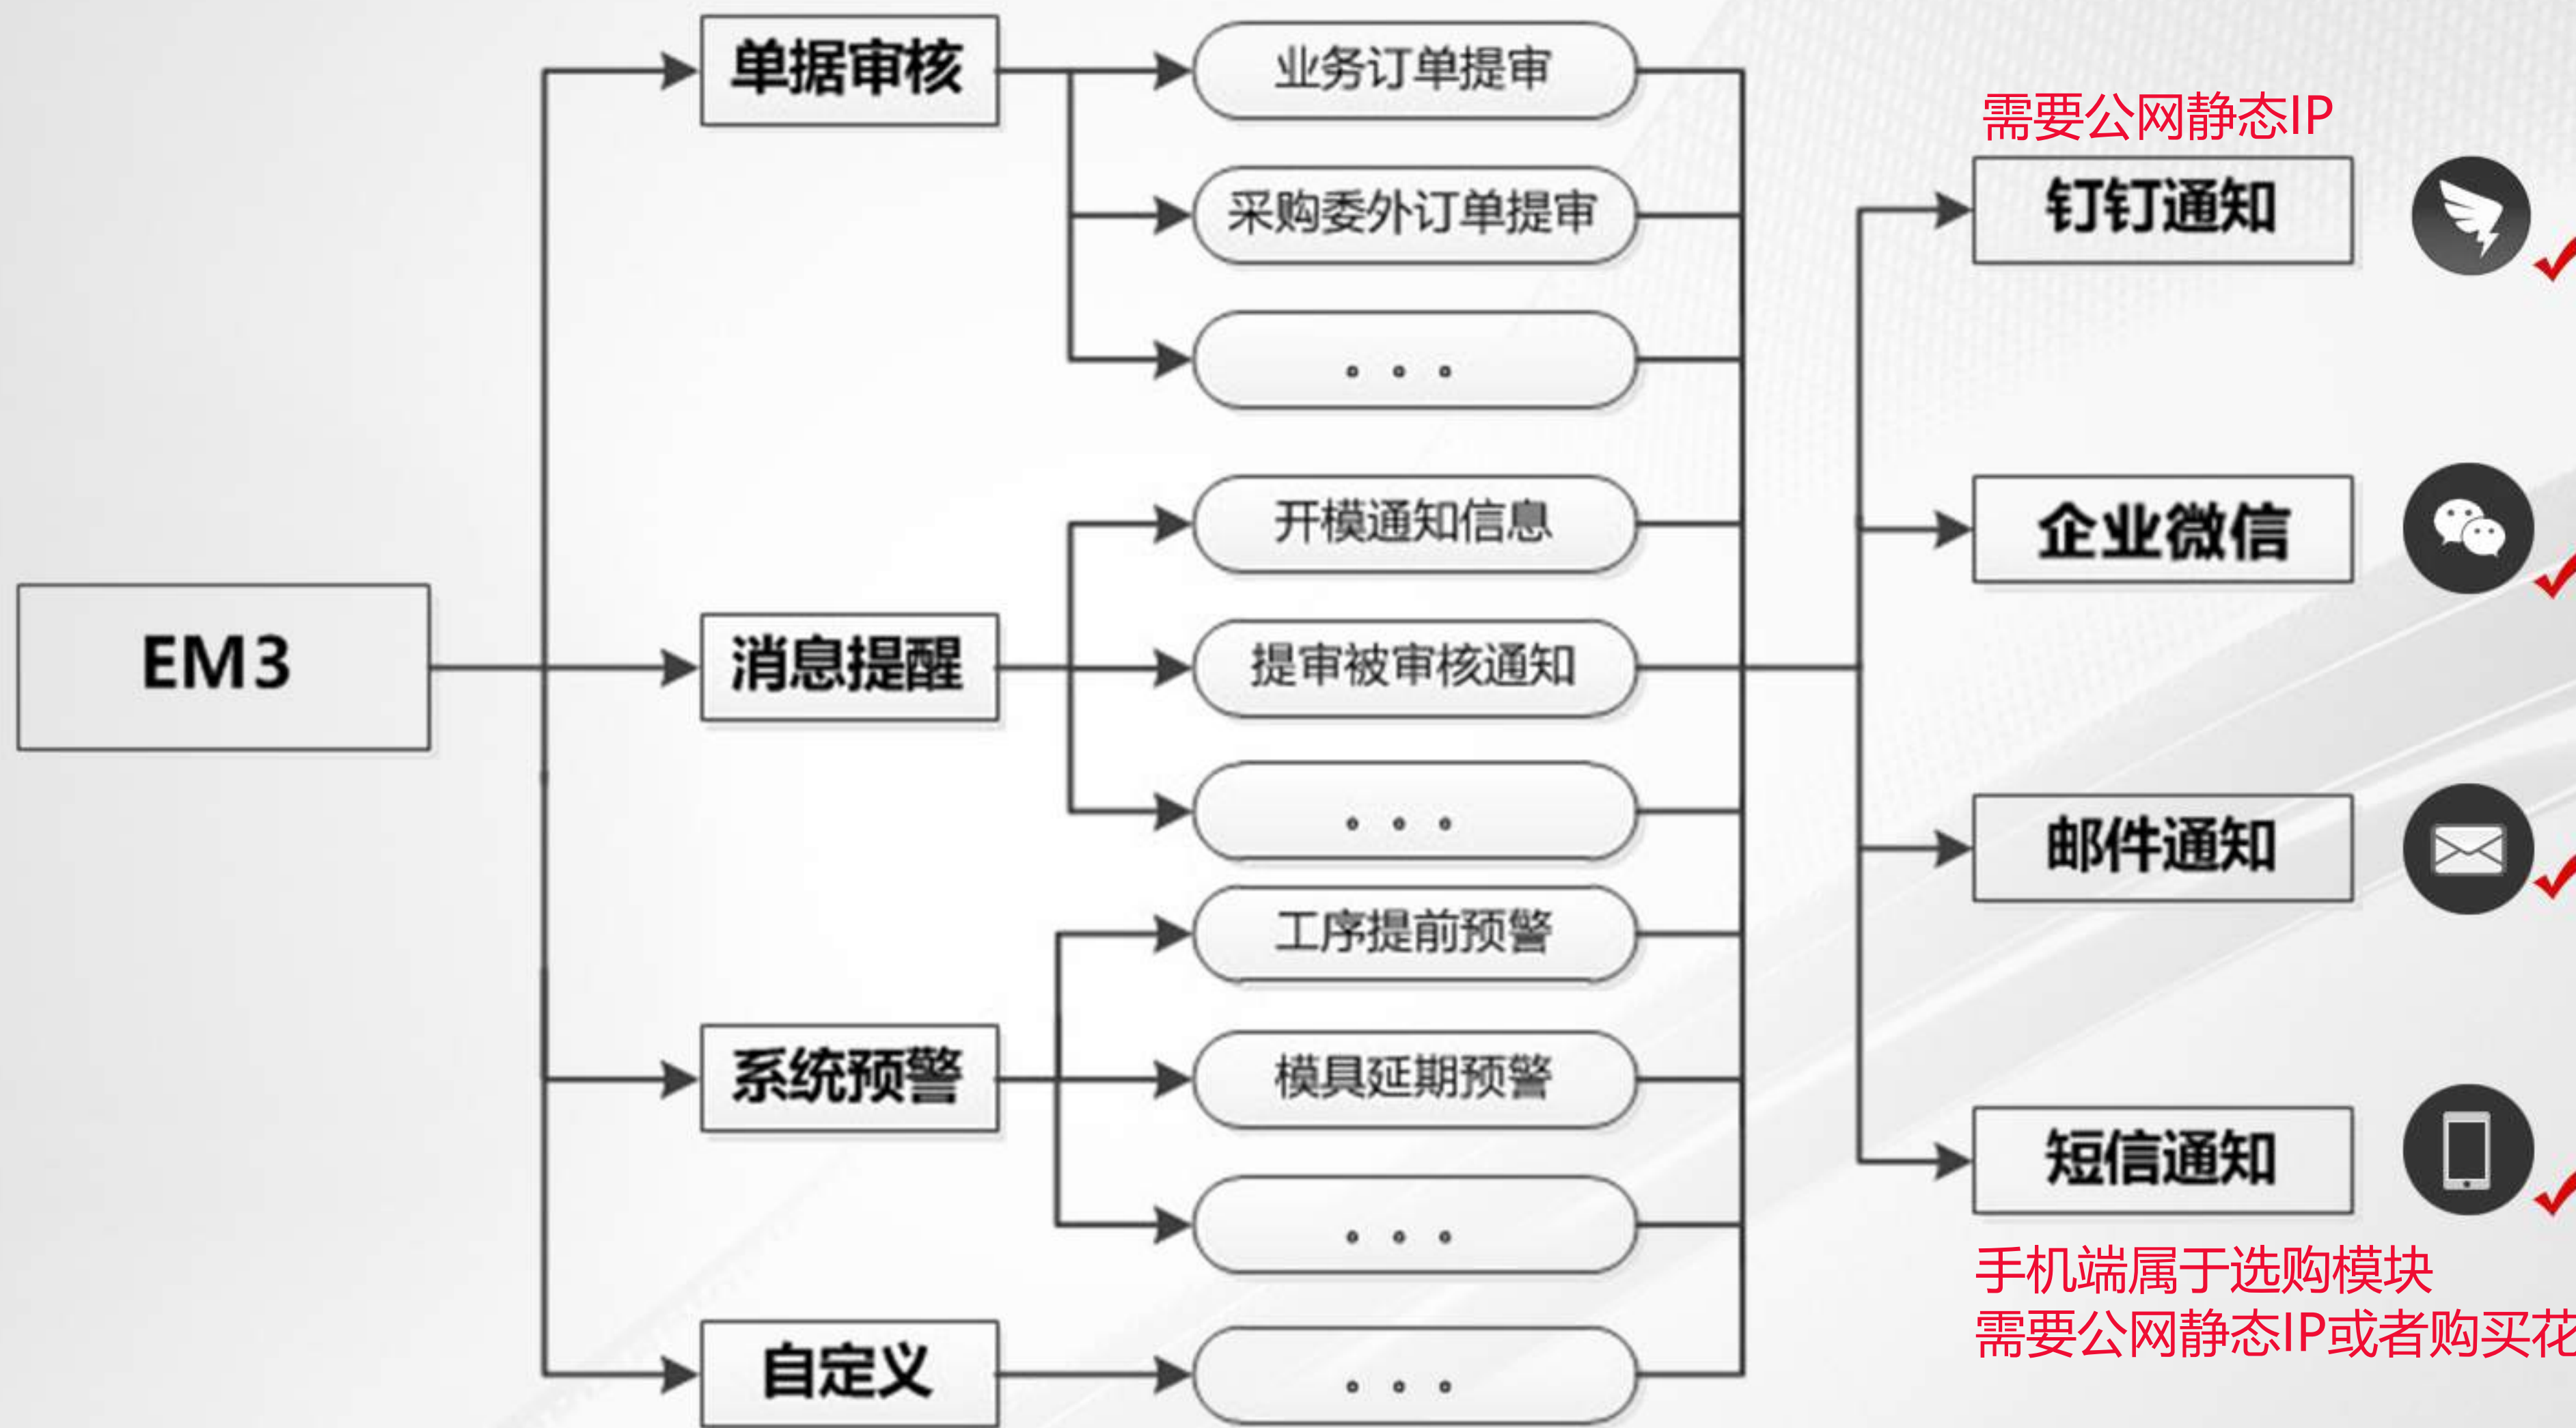 EM3
单据审核
消息提醒
系统预警
自定义
业务订单提审
采购委外订单提审
. . .
开模通知信息
提审被审核通知
. . .
工序提前预警
模具延期预警
. . .
. . .
需要公网静态IP
钉钉通知
企业微信
邮件通知
短信通知
手机端属于选购模块
需要公网静态IP或者购买花